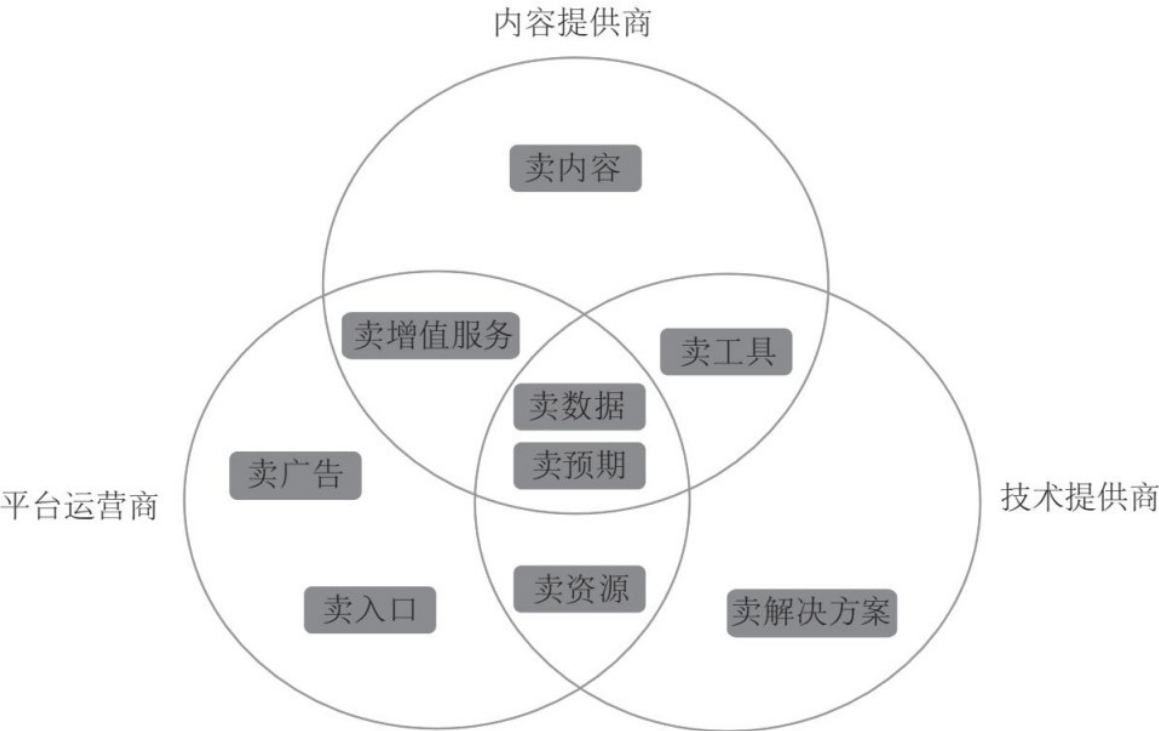 内容提供商
卖内容
卖增值服务
卖工具
卖数据
卖预期
卖广告
平台运营商
技术提供商
卖资源
卖入口
卖解决方案